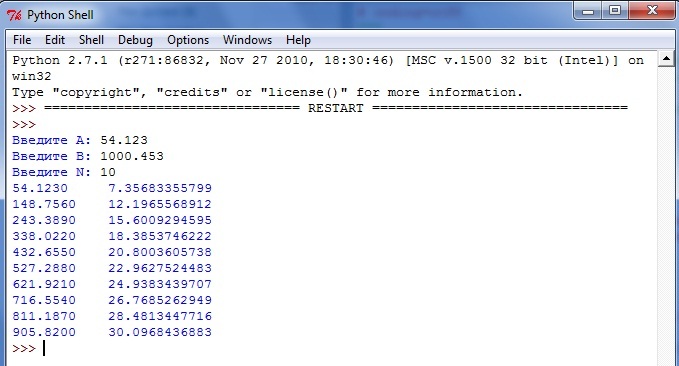 Python Shell
File Edit Shell Debug Options Windows Help
Python 2.7.1 (r271:86832, Nov 27 2010, 18:30:46) [MSC v.1500 32 bit (Intel)] on
win32
Type "copyright", "credits" or "license()" for more information.
>>> ================================ RESTART ================================
>>>
Введите A: 54.123
Введите B: 1000.453
Введите N: 10
54.1230 7.35683355799
148.7560 12.1965568912
243.3890 15.6009294595
338.0220 18.3853746222
432.6550 20.8003605738
527.2880 22.9627524483
621.9210 24.9383439707
716.5540 26.7685262949
811.1870 28.4813447716
905.8200 30.0968436883
>>>